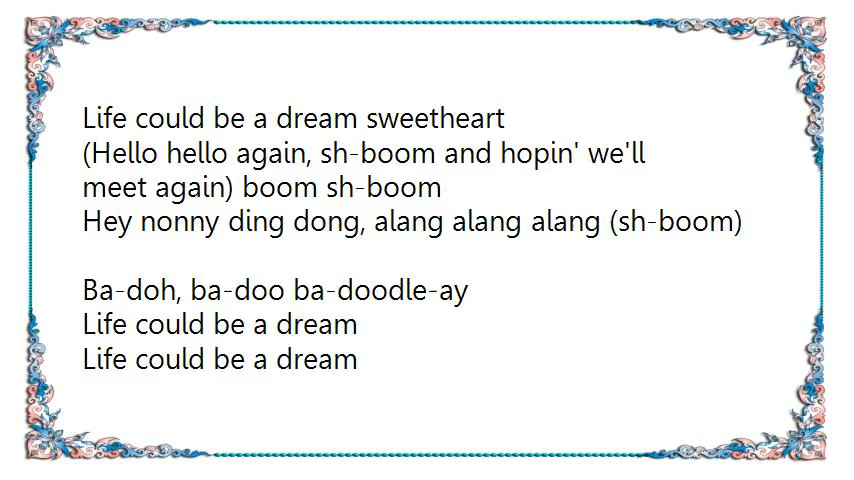 Life could be a dream sweetheart
(Hello hello again, sh-boom and hopin' we'll
meet again) boom sh-boom
Hey nonny ding dong, alang alang alang (sh-boom)
Ba-doh, ba-doo ba-doodle-ay
Life could be a dream
Life could be a dream